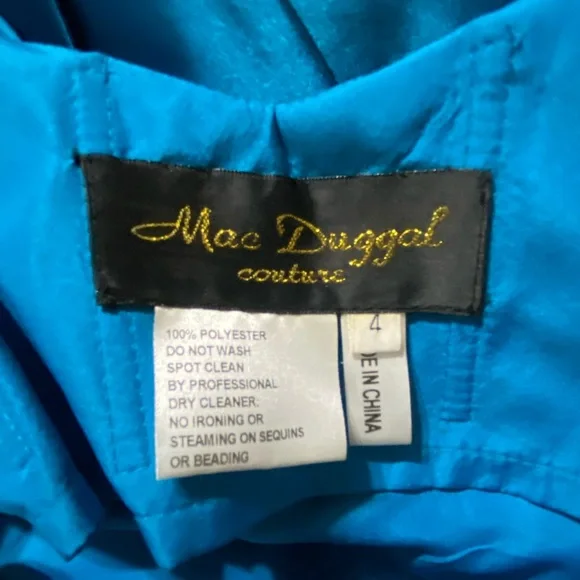 Mac Duggal
couture
100% POLYESTER
DO NOT WASH
SPOT CLEAN
BY PROFESSIONAL
DRY CLEANER.
NO IRONING OR
STEAMING ON SEQUINS
OR BEADING
4
DE IN CHINA